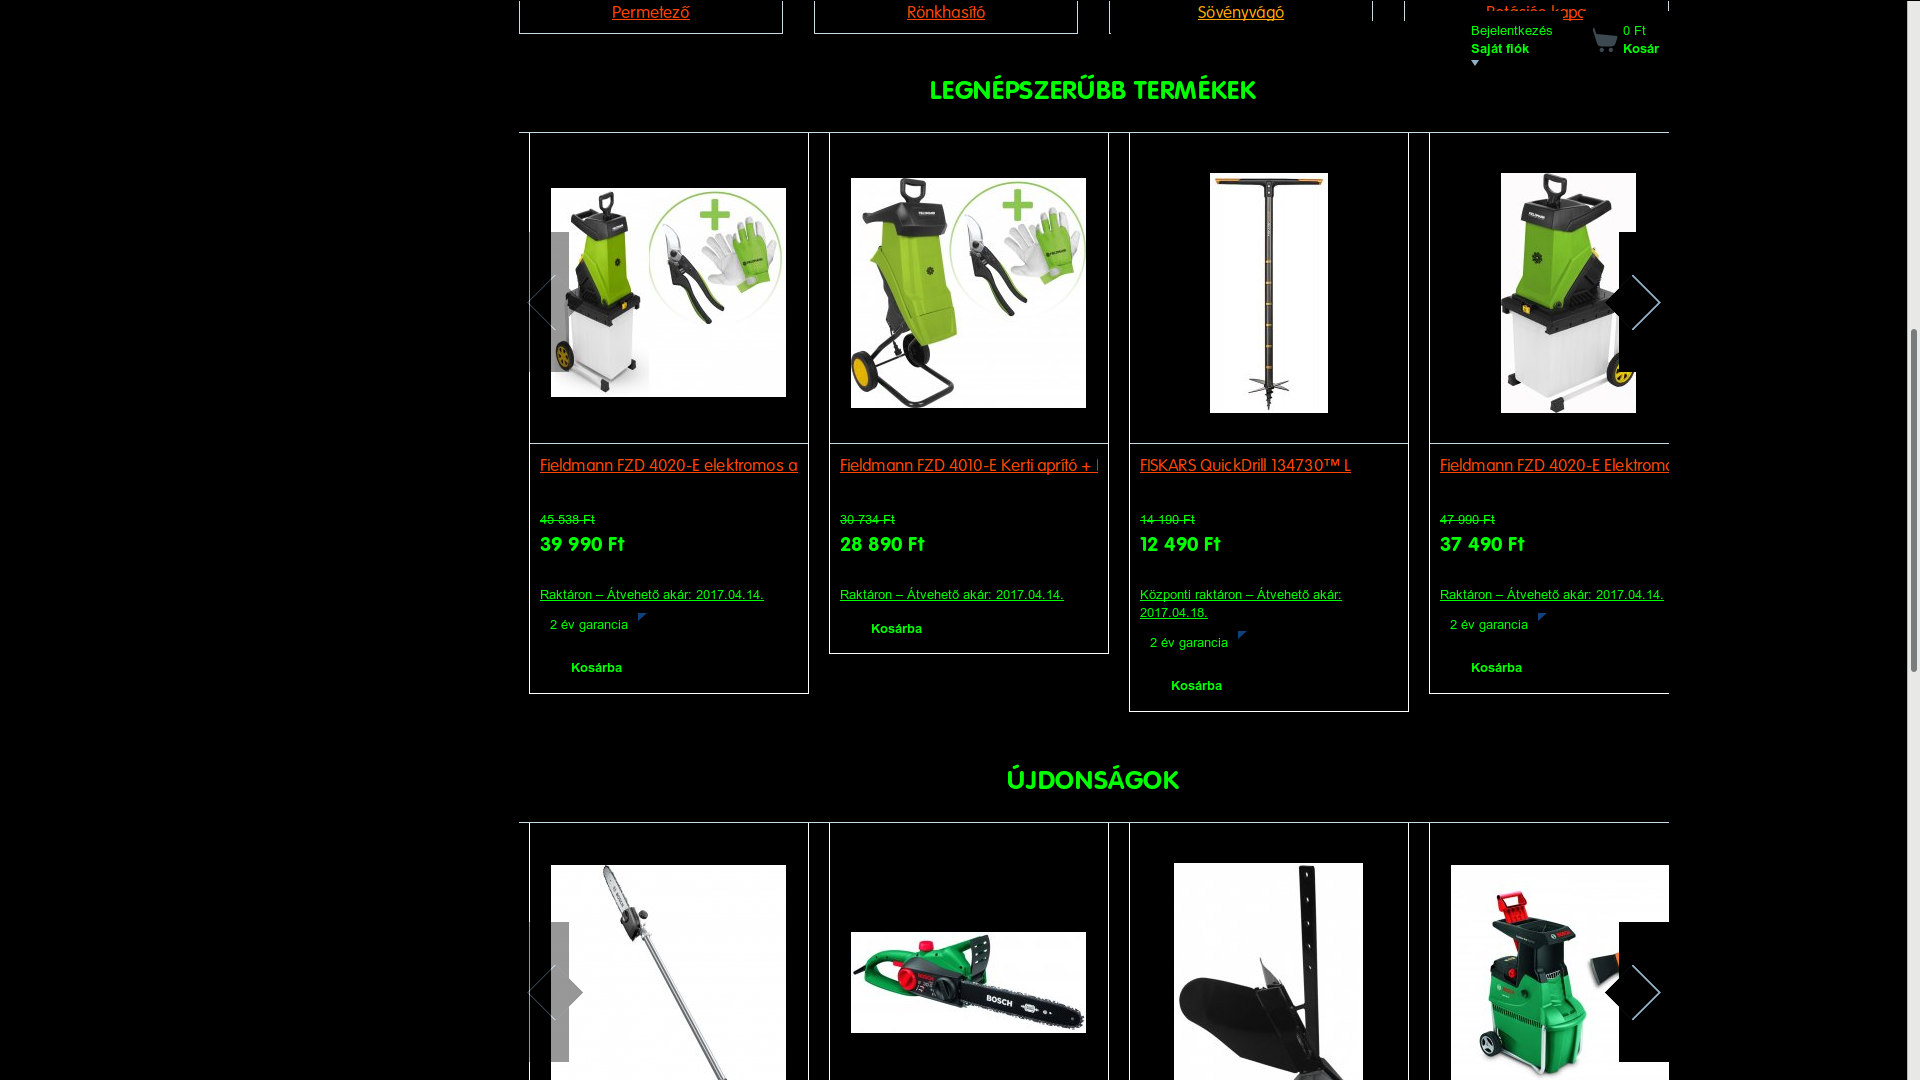 Permetező
Rönkhasító
Sövényvágó
Bejelentkezés
Saját fiók
0 Ft
Kosár
LEGNÉPSZERŰBB TERMÉKEK
Fieldmann FZD 4020-E elektromos a
Fieldmann FZD 4010-E Kerti aprító +
FISKARS QuickDrill 134730™ L
Fieldmann FZD 4020-E Elektromo
45 538 Ft
30 734 Ft
14 190 Ft
47 990 Ft
39 990 Ft
28 890 Ft
12 490 Ft
37 490 Ft
Raktáron – Átvehető akár: 2017.04.14.
Raktáron – Átvehető akár: 2017.04.14.
Központi raktáron – Átvehető akár:
2017.04.18.
Raktáron – Átvehető akár: 2017.04.14.
2 év garancia
Kosárba
2 év garancia
2 év garancia
Kosárba
Kosárba
Kosárba
ÚJDONSÁGOK
BOSCH